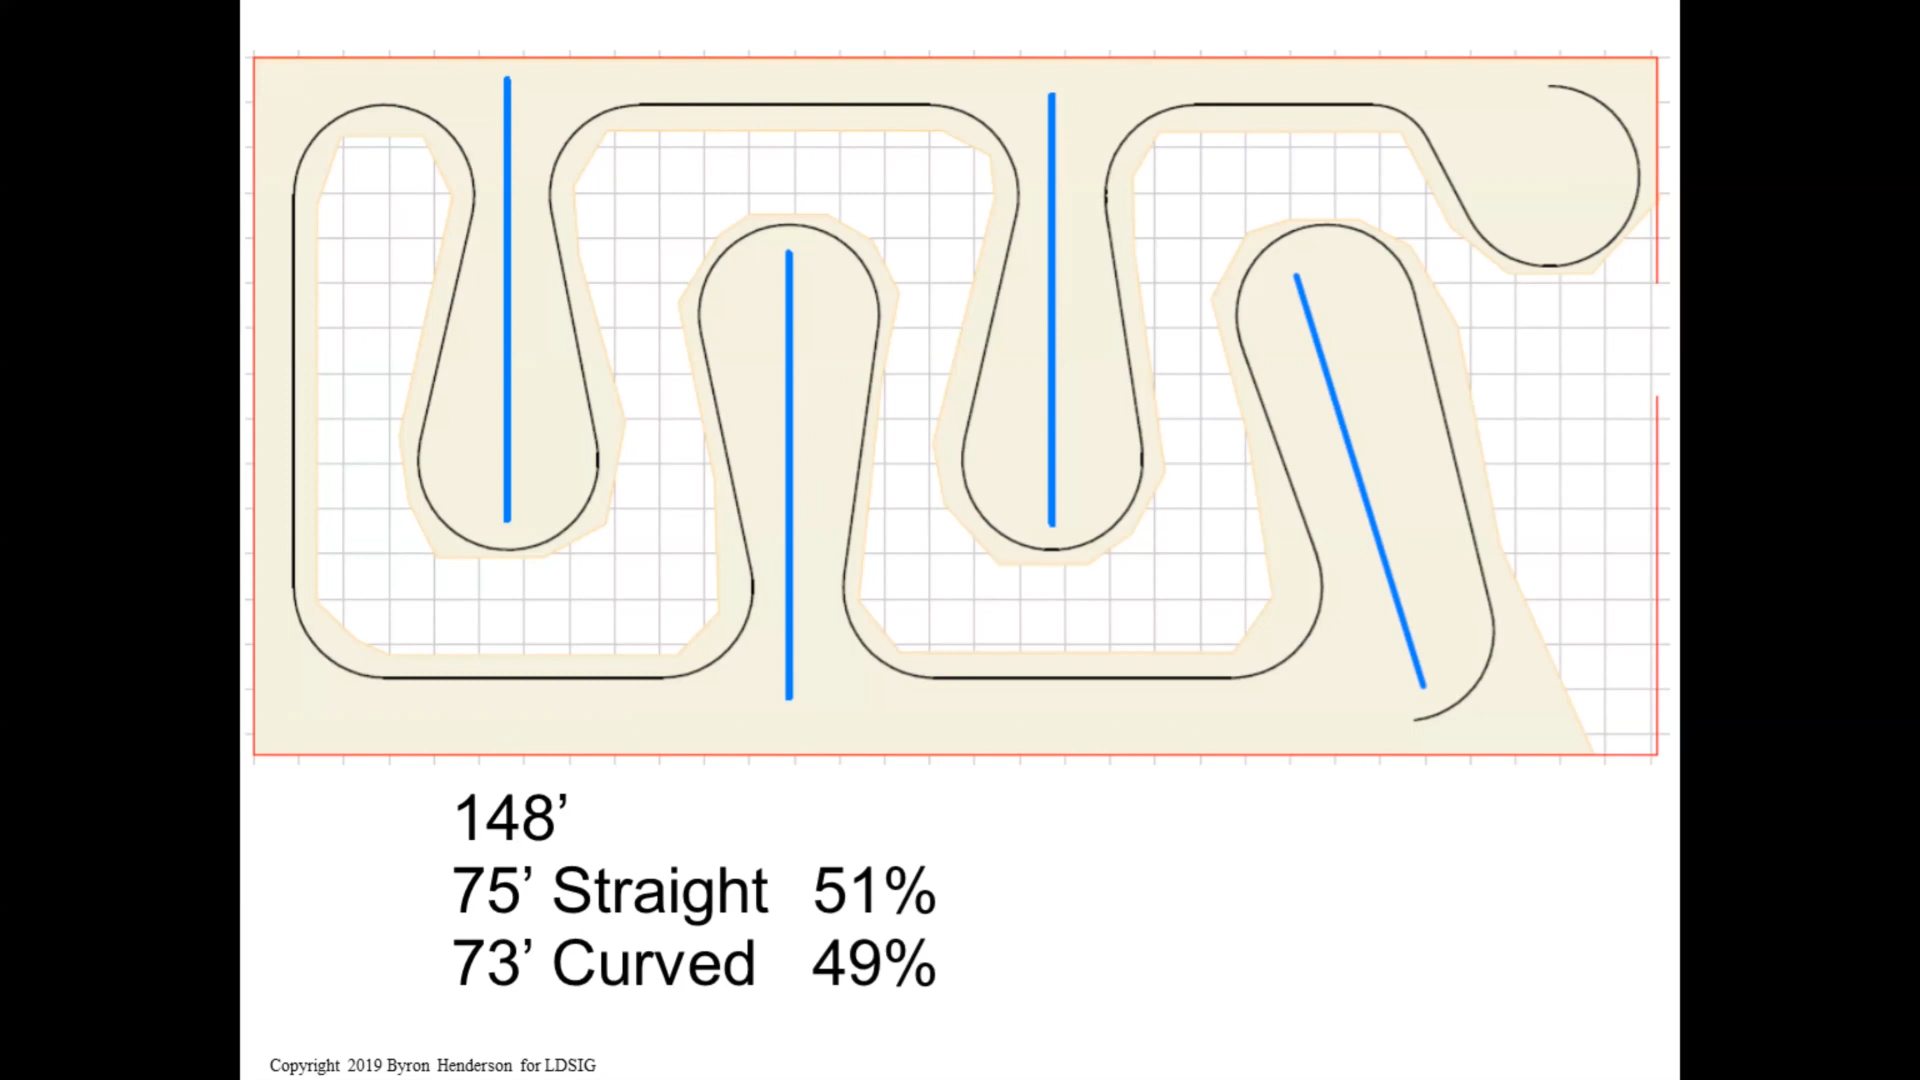 148’
75’ Straight 51%
73’ Curved 49%
Copyright 2019 Byron Henderson for LDSIG